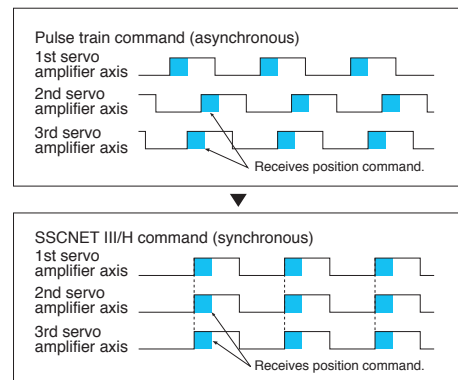 Pulse train command (asynchronous)
1st servo
amplifier axis
2nd servo
amplifier axis
3rd servo
amplifier axis
Receives position command.
SSCNET III/H command (synchronous)
1st servo
amplifier axis
2nd servo
amplifier axis
3rd servo
amplifier axis
Receives position command.